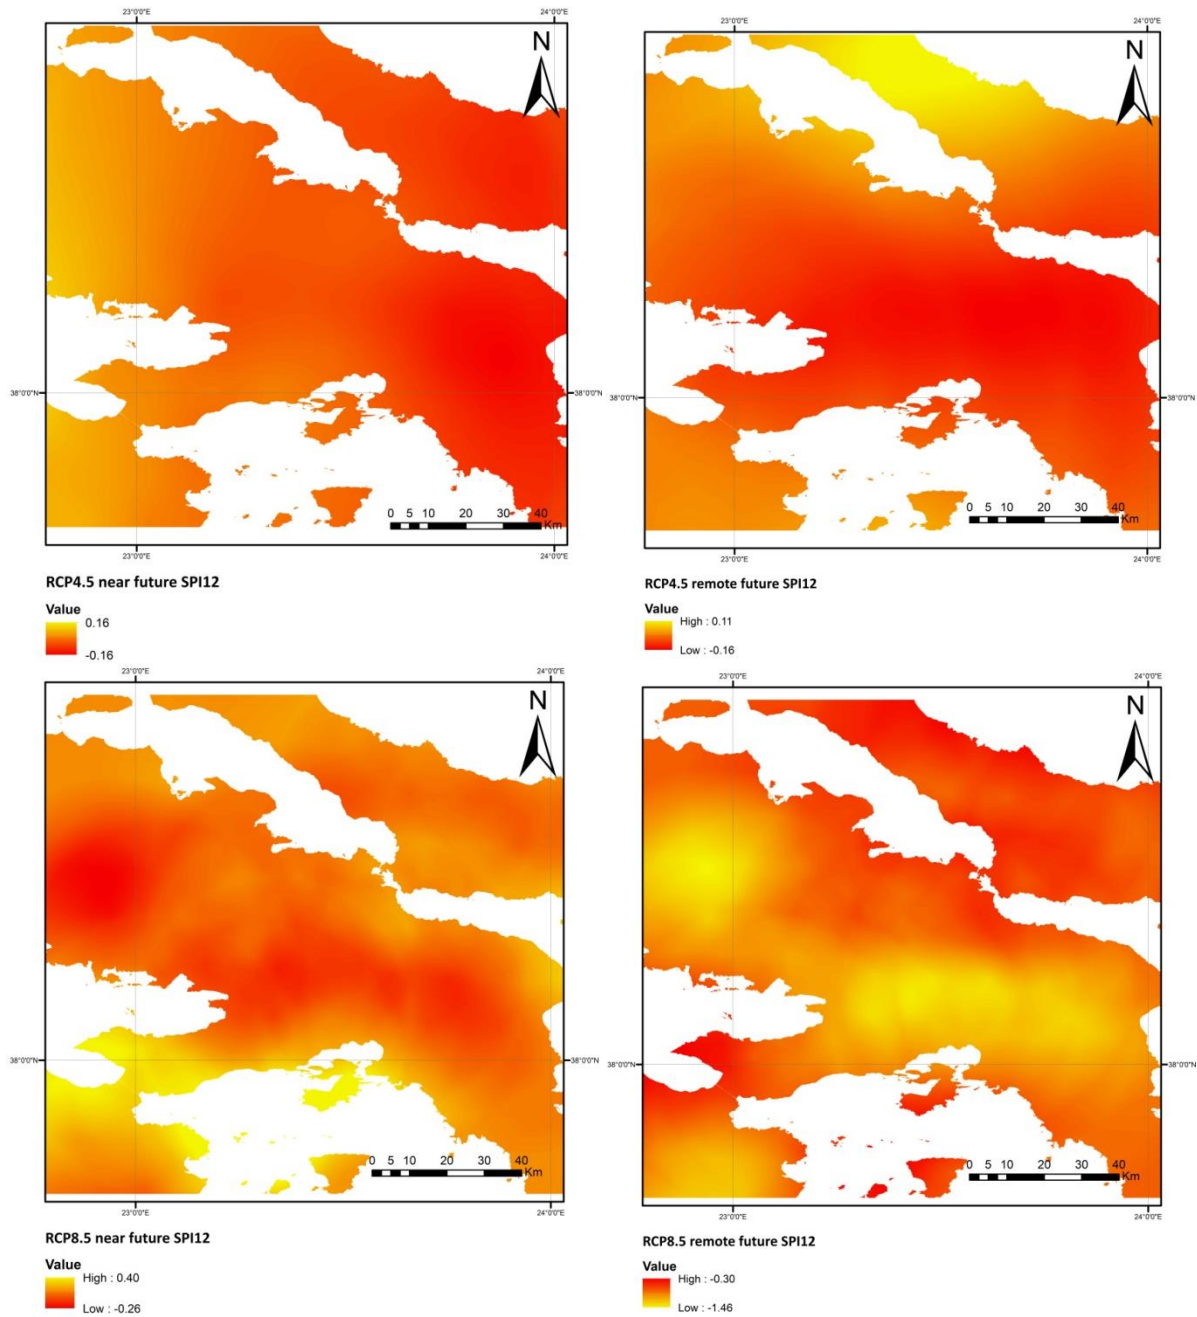 23°0'0"E 24°0'0"E
N
38°0'0"N 38°0'0"N
0 5 10 20 30 40
Km
23°0'0"E 24°0'0"E
RCP4.5 near future SPI12
Value
0.16
-0.16
23°0'0"E 24°0'0"E
N
38°0'0"N
0 5 10 20 30 40
Km
23°0'0"E 24°0'0"E
RCP4.5 remote future SPI12
Value
High : 0.11
Low : -0.16
23°0'0"E 24°0'0"E
N
38°0'0"N 38°0'0"N
0 5 10 20 30 40
Km
23°0'0"E 24°0'0"E
RCP8.5 near future SPI12
Value
High : 0.40
Low : -0.26
23°0'0"E 24°0'0"E
N
38°0'0"N
0 5 10 20 30 40
Km
23°0'0"E 24°0'0"E
RCP8.5 remote future SPI12
Value
High : -0.30
Low : -1.46